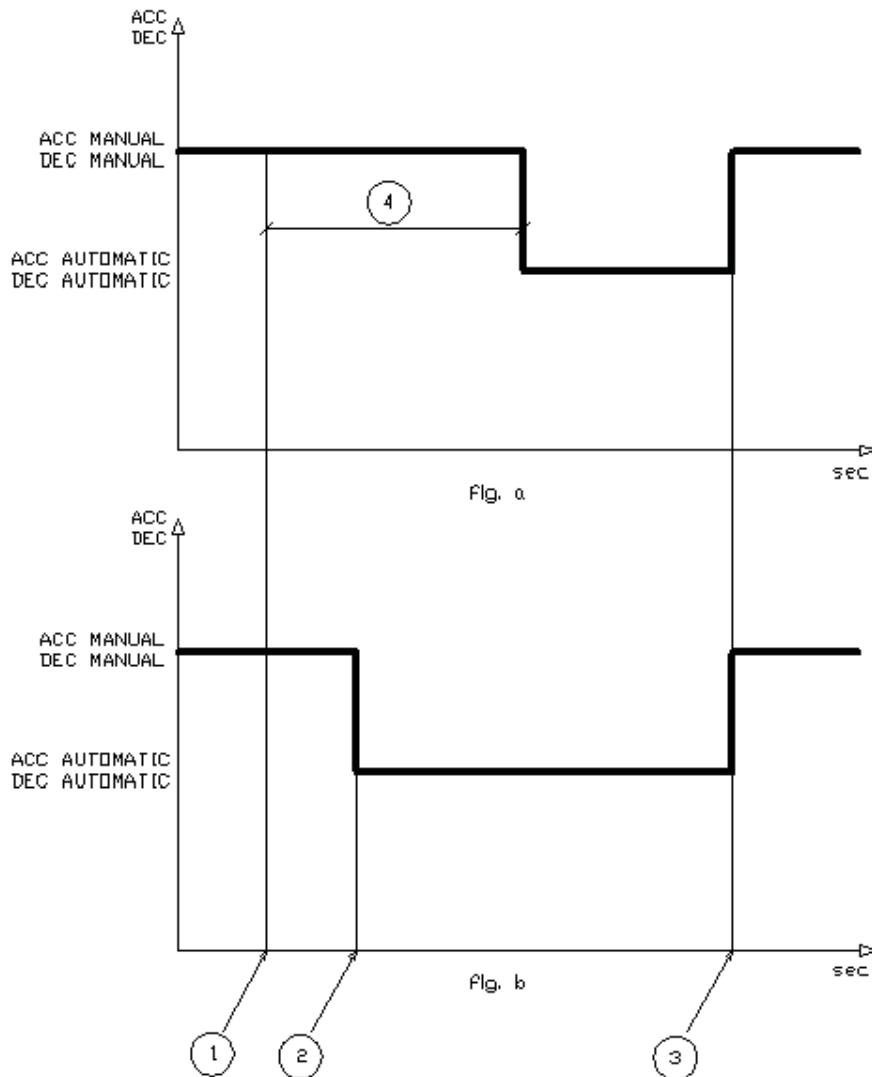 ACC
DEC
ACC MANUAL
DEC MANUAL
4
ACC AUTOMATIC
DEC AUTOMATIC
sec
fig. a
ACC
DEC
ACC MANUAL
DEC MANUAL
ACC AUTOMATIC
DEC AUTOMATIC
sec
fig. b
1
2
3